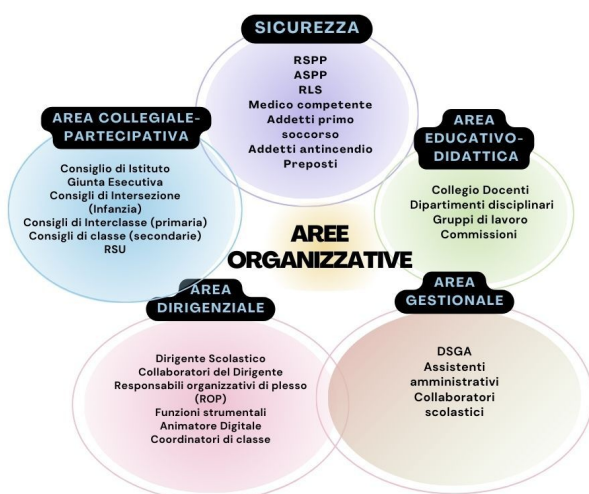 SICUREZZA
RSPP
ASPP
RLS
Medico competente
Addetti primo
soccorso
Addetti antincendio
Preposti
AREA COLLEGIALE-
PARTECIPATIVA
Consiglio di Istituto
Giunta Esecutiva
Consigli di Intersezione
(Infanzia)
Consigli di Interclasse (primaria)
Consigli di classe (secondarie)
RSU
AREA
EDUCATIVO-
DIDATTICA
Collegio Docenti
Dipartimenti disciplinari
Gruppi di lavoro
Commissioni
AREE
ORGANIZZATIVE
AREA
DIRIGENZIALE
Dirigente Scolastico
Collaboratori del Dirigente
Responsabili organizzativi di plesso
(ROP)
Funzioni strumentali
Animatore Digitale
Coordinatori di classe
AREA
GESTIONALE
DSGA
Assistenti
amministrativi
Collaboratori
scolastici